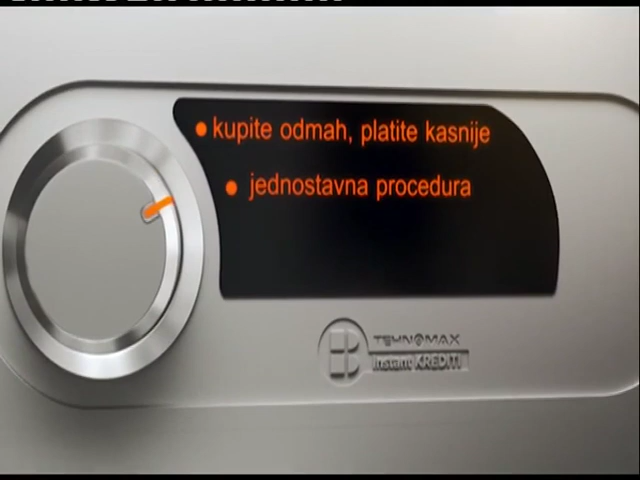 ● kupite odmah, platite kasnije
● jednostavna procedura
TEHNOMAX
Instant KREDITI